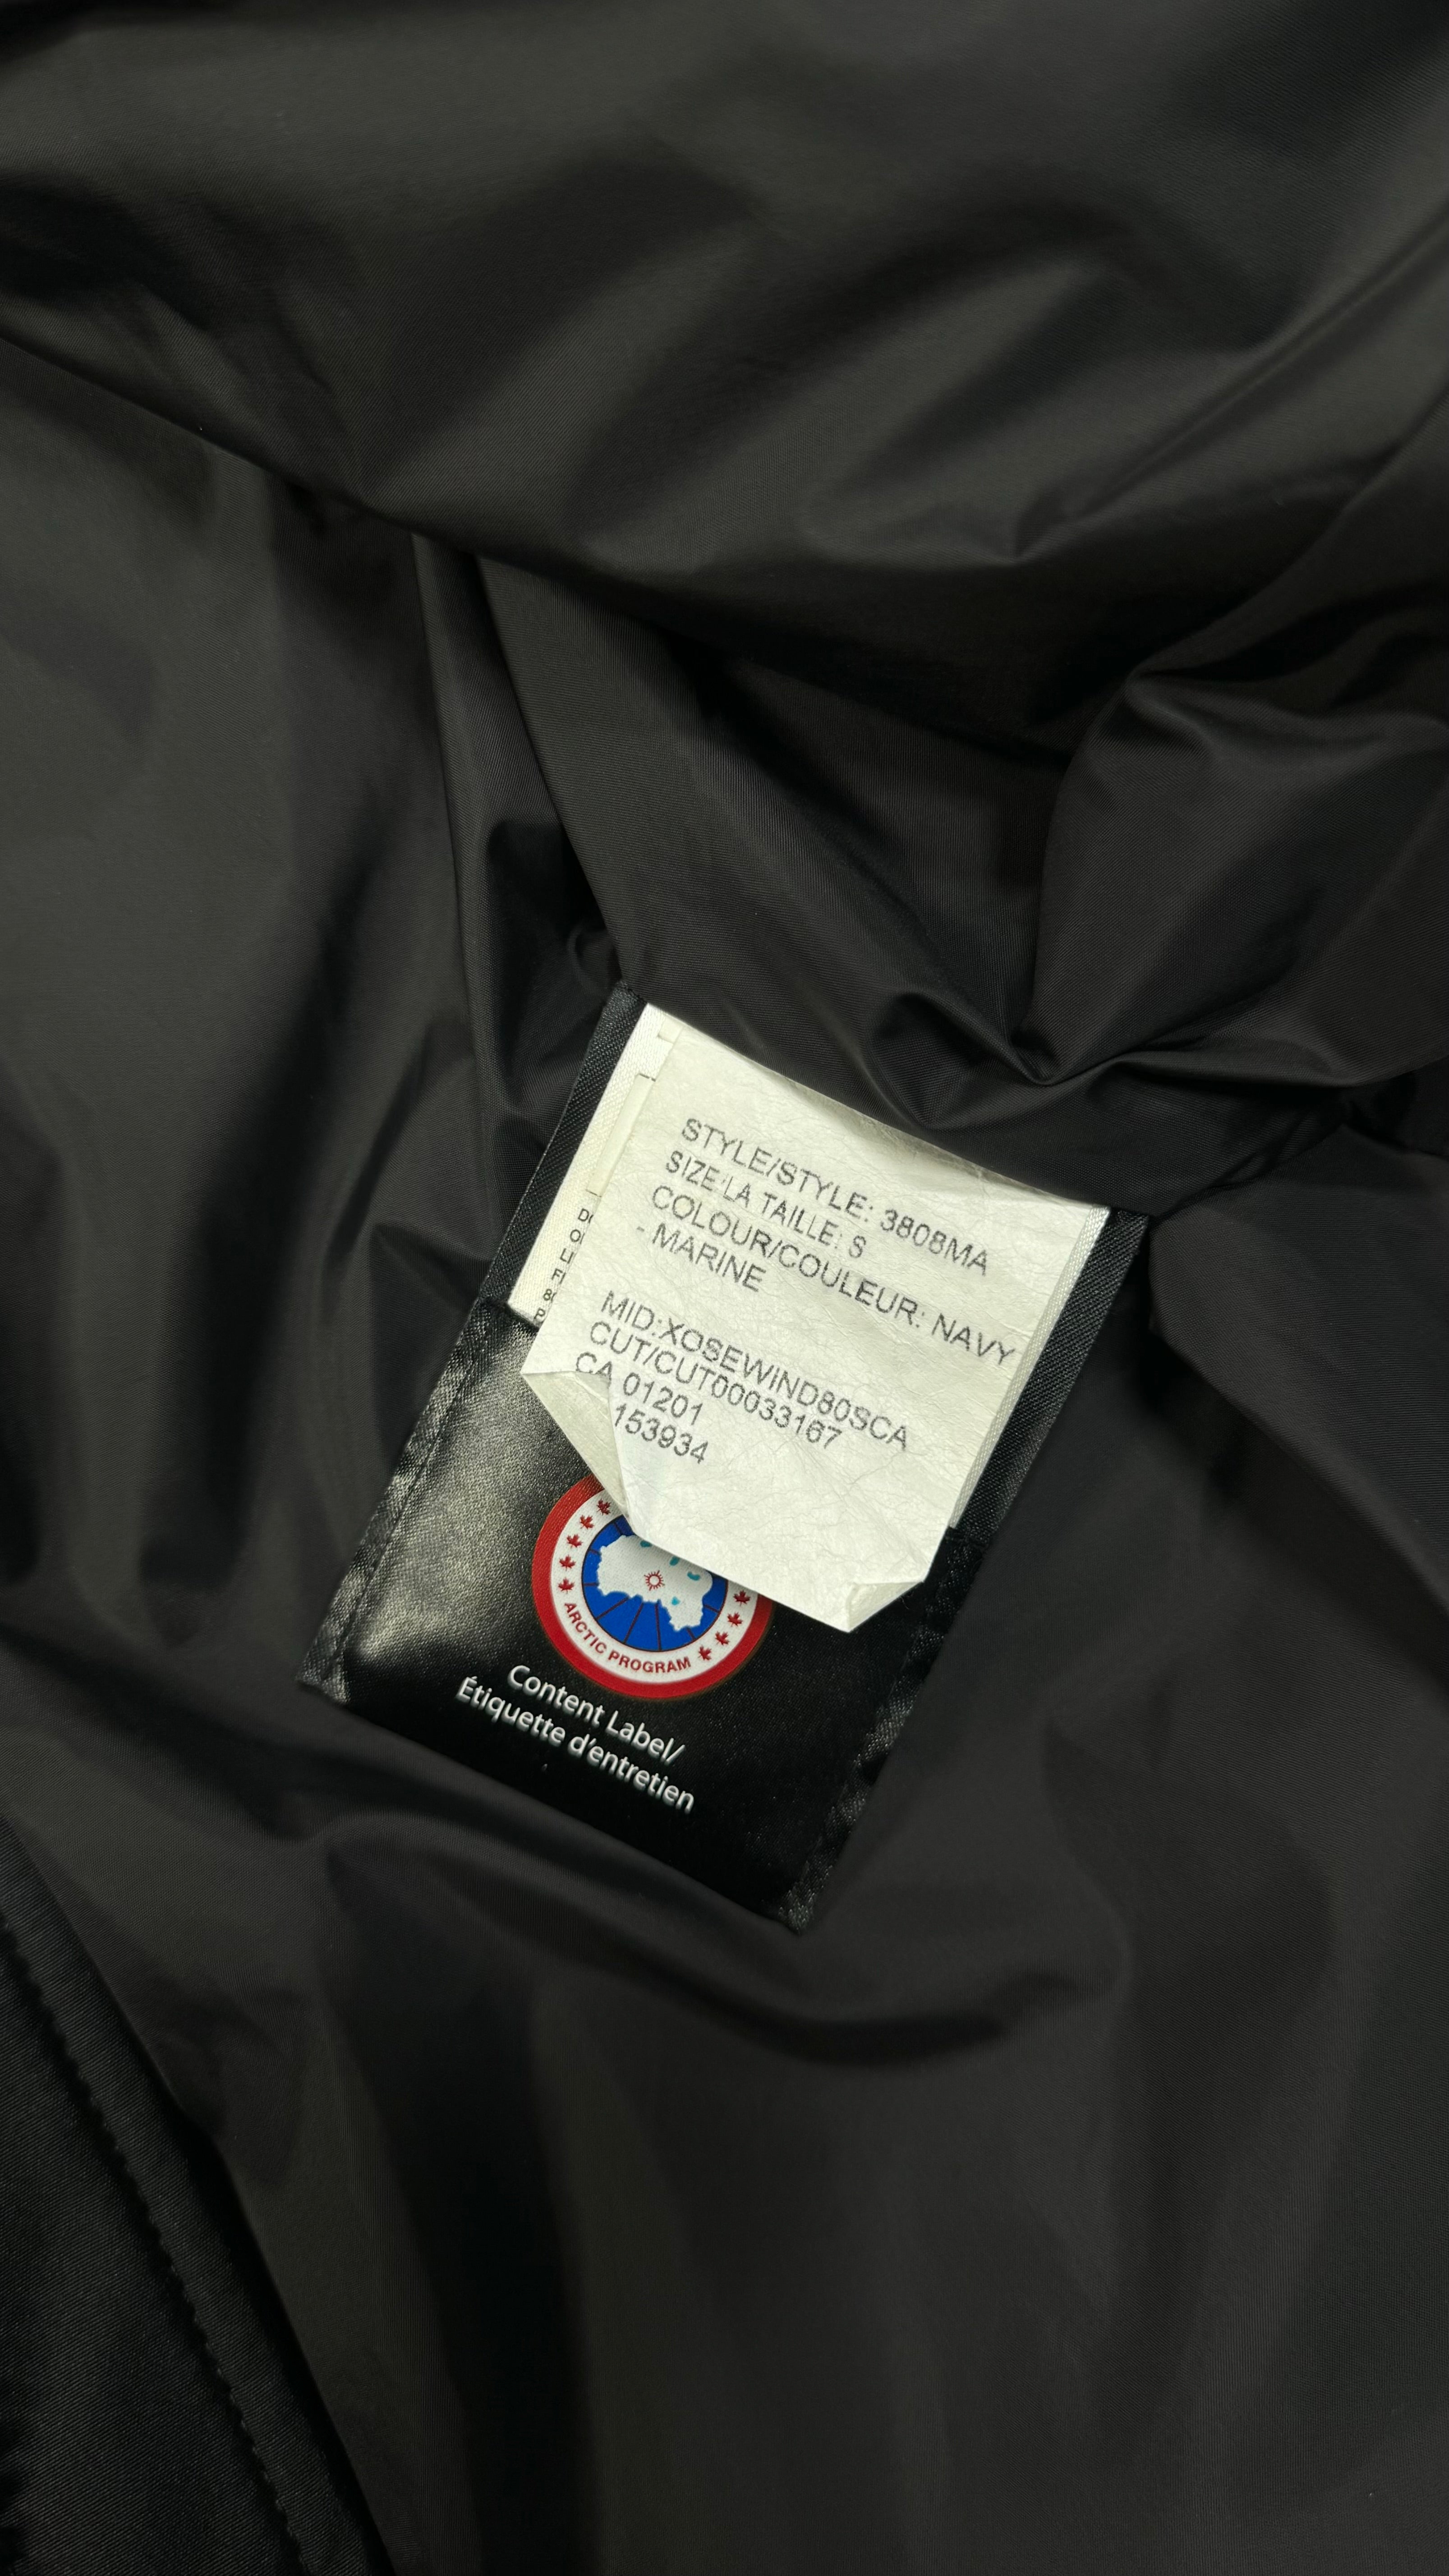 STYLE/STYLE: 3808MA
SIZE:LA TAILLE: S
COLOUR/COULEUR: NAVY
- MARINE
MID:XOSEWIND80SCA
CUT/CUT00033167
CA 01201
153934
ARCTIC PROGRAM
Content Label/
Étiquette d'entretien